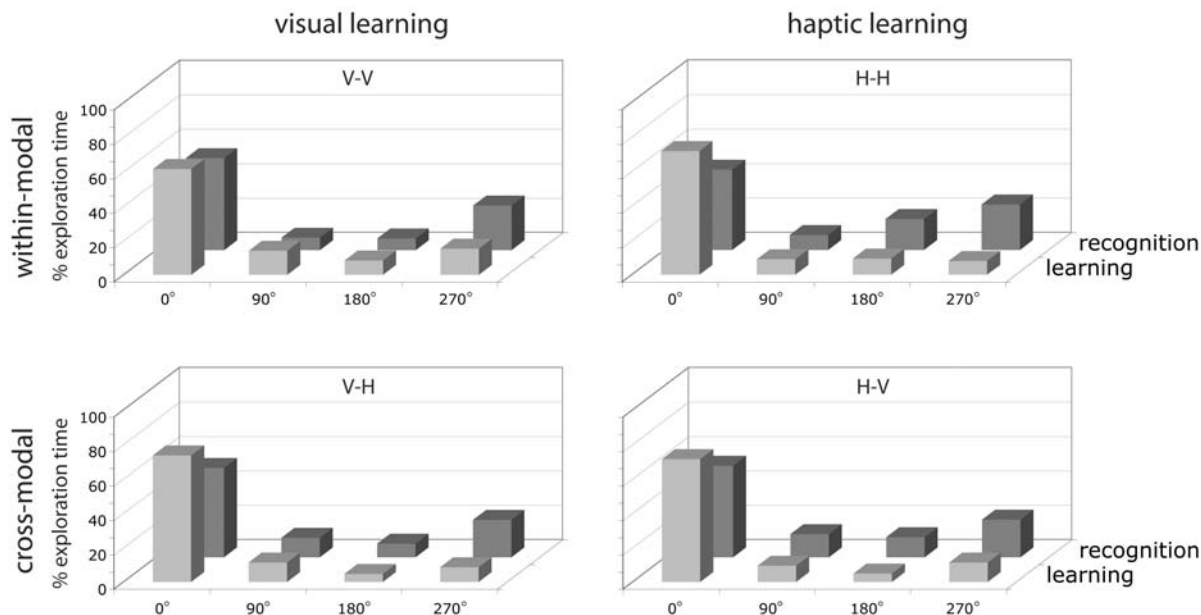 visual learning
haptic learning
within-modal
% exploration time
V-V
100
80
60
40
20
0
0° 90° 180° 270°
H-H
0° 90° 180° 270°
recognition
learning
cross-modal
% exploration time
V-H
100
80
60
40
20
0
0° 90° 180° 270°
H-V
0° 90° 180° 270°
recognition
learning